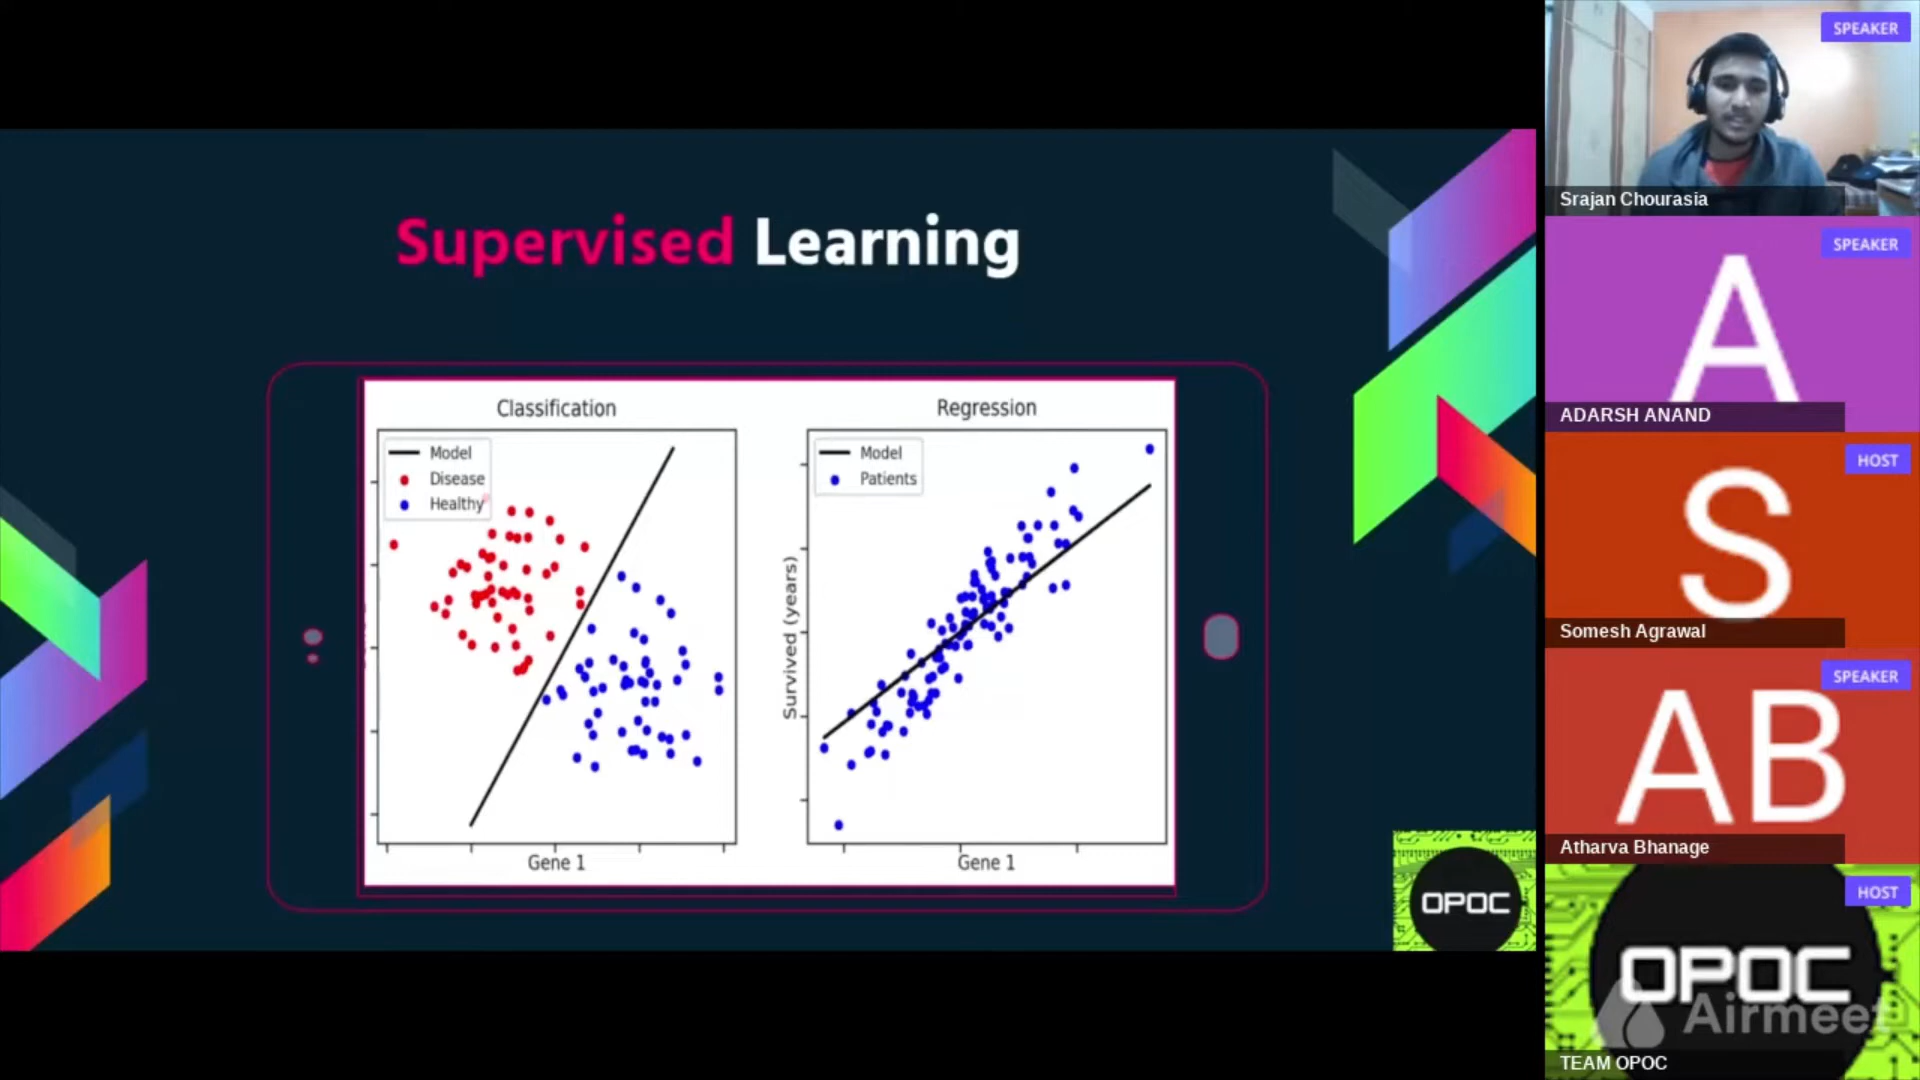 Supervised Learning
Classification
Model
Disease
Healthy
Gene 1
Regression
Model
Patients
Survived (years)
Gene 1
OPOC
SPEAKER
Srajan Chourasia
SPEAKER
A
ADARSH ANAND
HOST
S
Somesh Agrawal
SPEAKER
AB
Atharva Bhanage
HOST
OPOC
Airmeet
TEAM OPOC